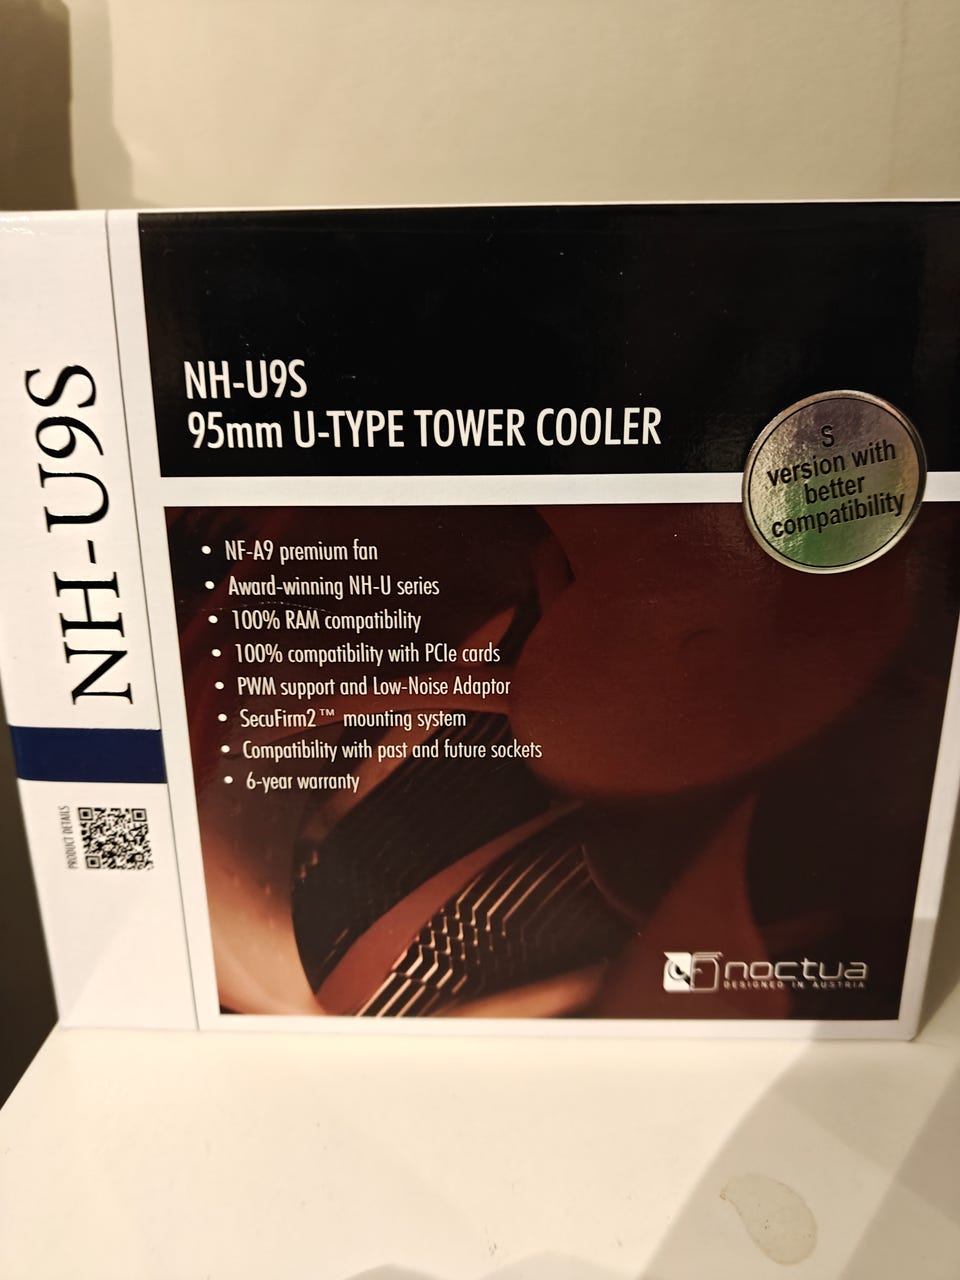 NH-U9S
PRODUCT DETAILS
NH-U9S
95mm U-TYPE TOWER COOLER
S
version with
better
compatibility
• NF-A9 premium fan
• Award-winning NH-U series
• 100% RAM compatibility
• 100% compatibility with PCIe cards
• PWM support and Low-Noise Adaptor
• SecuFirm2™ mounting system
• Compatibility with past and future sockets
• 6-year warranty
noctua
DESIGNED IN AUSTRIA